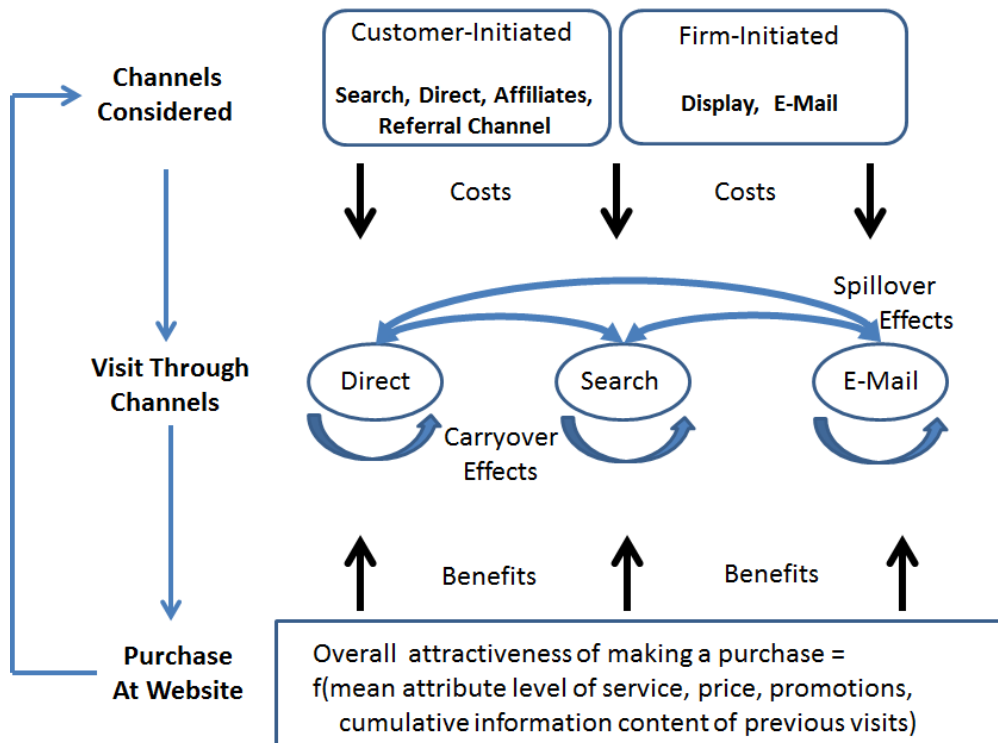 Customer-Initiated
Search, Direct, Affiliates,
Referral Channel
Firm-Initiated
Display, E-Mail
Channels
Considered
Costs
Costs
Spillover
Effects
Visit Through
Channels
Direct
Search
E-Mail
Carryover
Effects
Benefits
Benefits
Purchase
At Website
Overall attractiveness of making a purchase =
f(mean attribute level of service, price, promotions,
cumulative information content of previous visits)